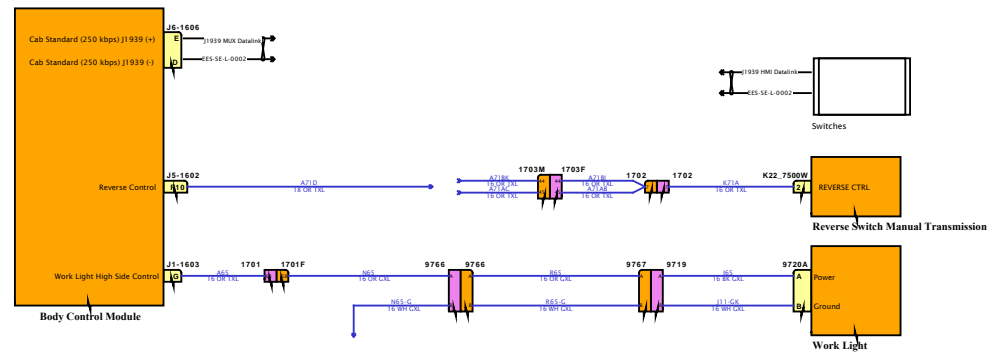 J6-1606
Cab Standard (250 kbps) J1939 (+)
E
J1939 MUX Datalink
Cab Standard (250 kbps) J1939 (-)
D
EES-SE-L-0002
J1939 HMI Datalink
EES-SE-L-0002
Switches
J5-1602
Reverse Control
R10
A71D
18 OR TXL
1703M
1703F
A71BK
16 OR TXL
A71AC
16 OR TXL
44
44
A71BJ
16 OR TXL
A71AB
16 OR TXL
1702
1702
K71A
16 OR TXL
K22_7500W
2
REVERSE CTRL
Reverse Switch Manual Transmission
J1-1603
Work Light High Side Control
G
A65
16 OR TXL
1701
1701F
N65
16 OR GXL
9766
9766
A
A
R65
16 OR GXL
9767
9719
A
A
J65
16 BK GXL
9720A
A
Power
N65-G
16 WH GXL
B
B
R65-G
16 WH GXL
B
B
J11-GK
16 WH GXL
B
Ground
Body Control Module
Work Light